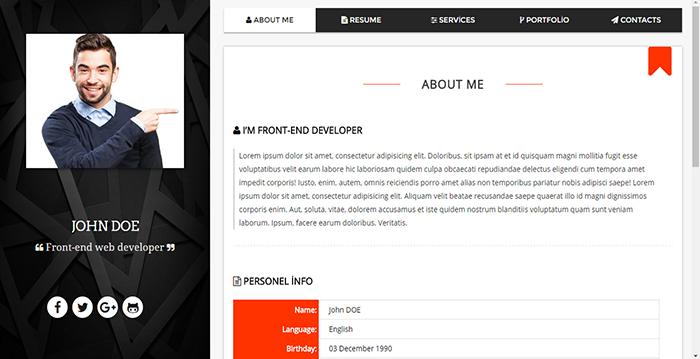 ABOUT ME
RESUME
SERVİCES
PORTFOLİO
CONTACTS
JOHN DOE
Front-end web developer
ABOUT ME
I'M FRONT-END DEVELOPER
Lorem ipsum dolor sit amet, consectetur adipisicing elit. Doloribus, sit ipsam at et id quisquam magni mollitia fugit esse
voluptatibus velit earum labore hic laboriosam quidem culpa obcaecati repudiandae delectus eligendi cum tempora amet
impedit corporis! Iusto, enim, autem, omnis reiciendis porro amet alias non temporibus pariatur nobis adipisci saepe! Lorem
ipsum dolor sit amet, consectetur adipisicing elit. Aliquam velit beatae recusandae saepe quaerat illo id magni dignissimos
corporis enim. Aut, soluta, vitae, dolorem accusamus et iste quidem nostrum blanditiis voluptatum quam sunt veniam
laborum. Ipsum, facere earum doloribus. Veritatis.
PERSONEL İNFO
Name: John DOE
Language: English
Birthday: 03 December 1990